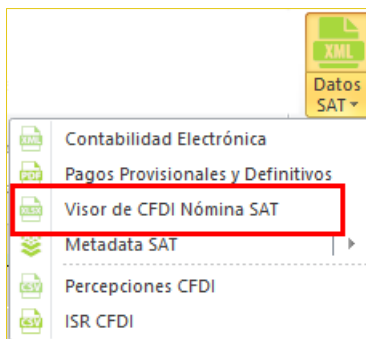 XML
Datos
SAT
XML
Contabilidad Electrónica
PDF
Pagos Provisionales y Definitivos
XLSX
Visor de CFDI Nómina SAT
Metadata SAT
CSV
Percepciones CFDI
CSV
ISR CFDI